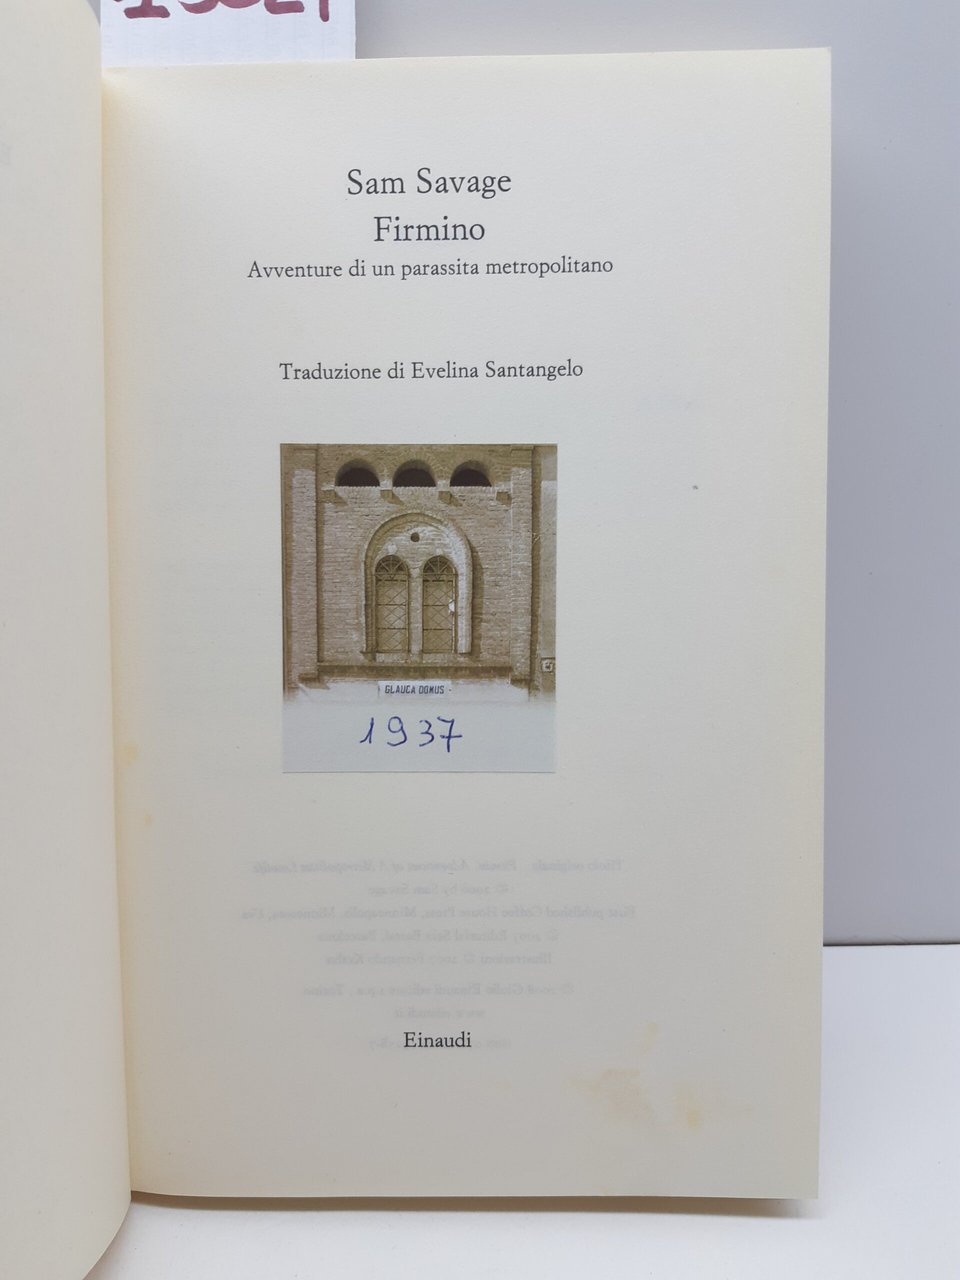 Sam Savage
Firmino
Avventure di un parassita metropolitano
Traduzione di Evelina Santangelo
GLAUCA DOMUS
1937
Einaudi